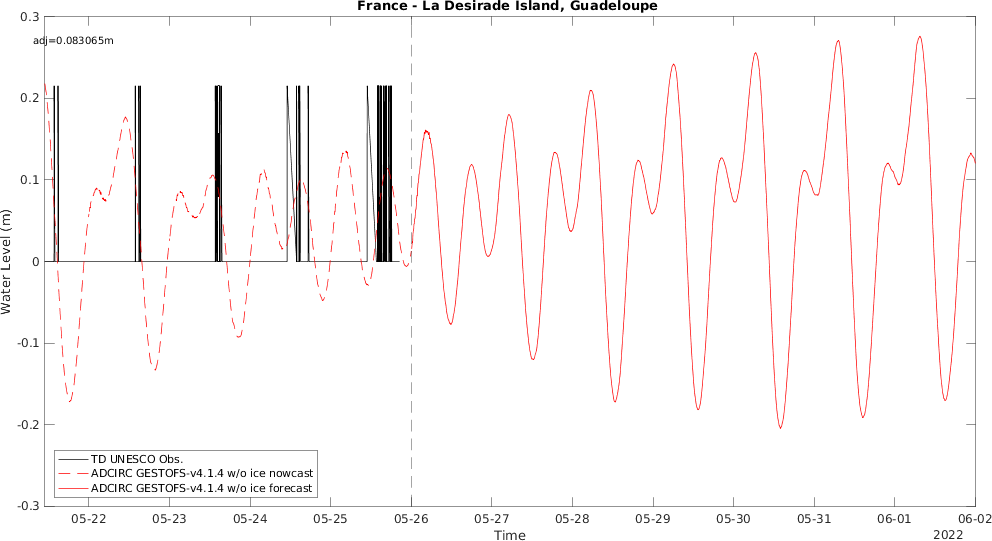 France - La Desirade Island, Guadeloupe
adj=0.083065m
0.3
0.2
0.1
0
-0.1
-0.2
-0.3
Water Level (m)
TD UNESCO Obs.
ADCIRC GESTOFS-v4.1.4 w/o ice nowcast
ADCIRC GESTOFS-v4.1.4 w/o ice forecast
05-22 05-23 05-24 05-25 05-26 05-27 05-28 05-29 05-30 05-31 06-01 06-02
Time
2022